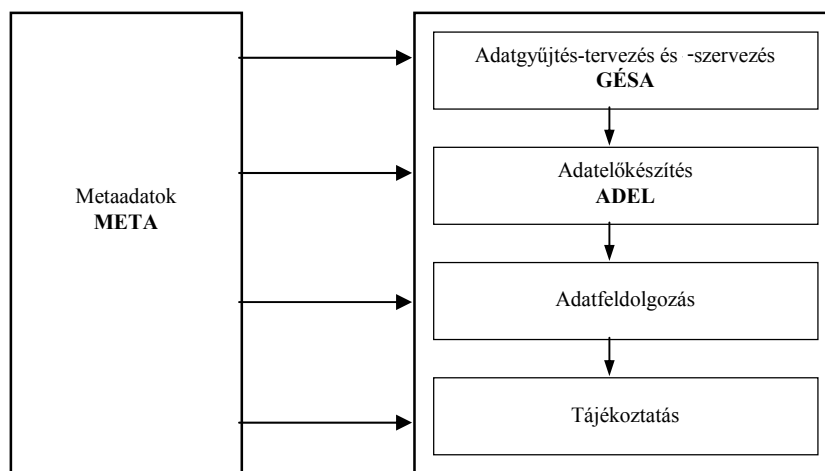 Metaadatok
META
Adatgyűjtés-tervezés és -szervezés
GÉSA
Adatelőkészítés
ADEL
Adatfeldolgozás
Tájékoztatás